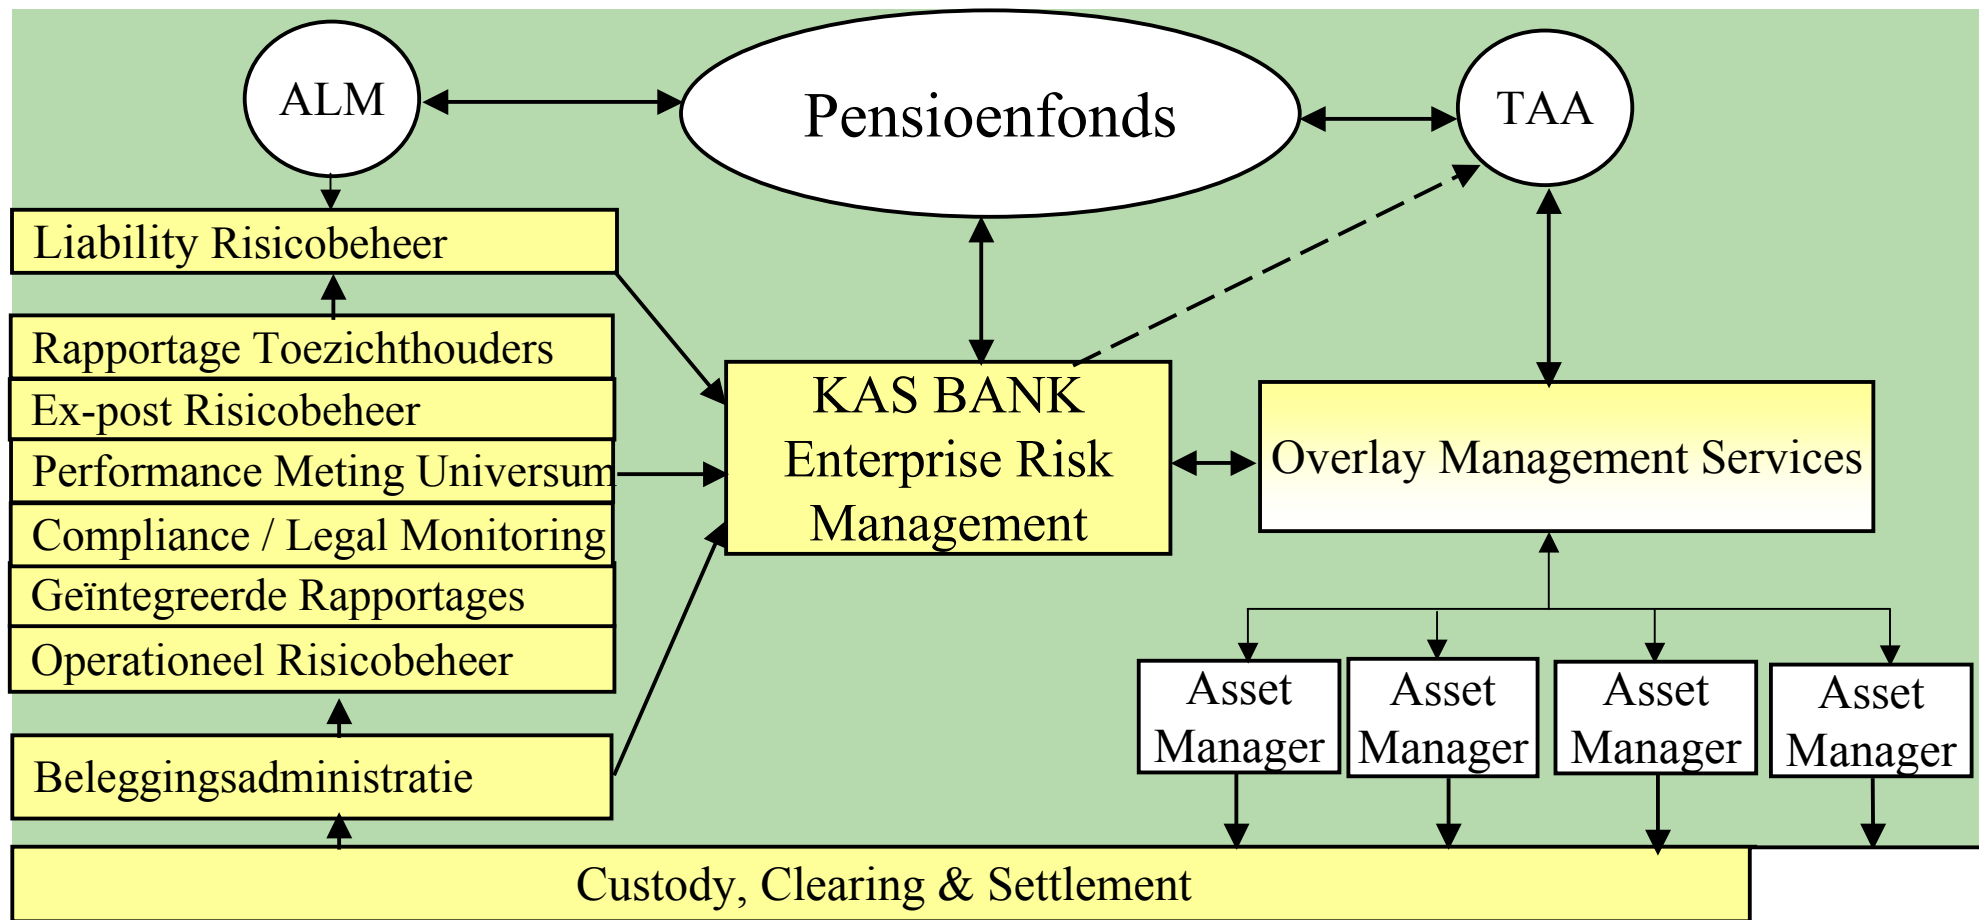 ALM
Pensioenfonds
TAA
Liability Risicobeheer
Rapportage Toezichthouders
Ex-post Risicobeheer
Performance Meting Universum
Compliance / Legal Monitoring
Geïntegreerde Rapportages
Operationeel Risicobeheer
Beleggingsadministratie
KAS BANK
Enterprise Risk
Management
Overlay Management Services
Asset
Manager
Asset
Manager
Asset
Manager
Asset
Manager
Custody, Clearing & Settlement